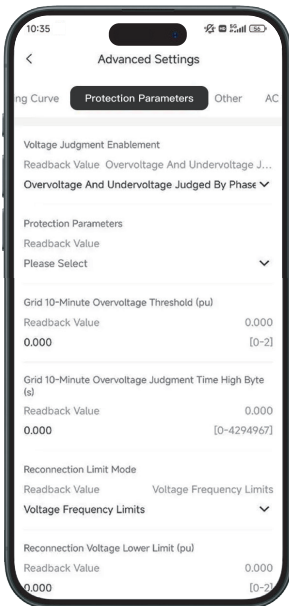 10:35
5G
56
Advanced Settings
ng Curve Protection Parameters Other AC
Voltage Judgment Enablement
Readback Value Overvoltage And Undervoltage J...
Overvoltage And Undervoltage Judged By Phase
Protection Parameters
Readback Value
Please Select
Grid 10-Minute Overvoltage Threshold (pu)
Readback Value 0.000
0.000 [0-2]
Grid 10-Minute Overvoltage Judgment Time High Byte
(s)
Readback Value 0.000
0.000 [0-4294967]
Reconnection Limit Mode
Readback Value Voltage Frequency Limits
Voltage Frequency Limits
Reconnection Voltage Lower Limit (pu)
Readback Value 0.000
0.000 [0-2]